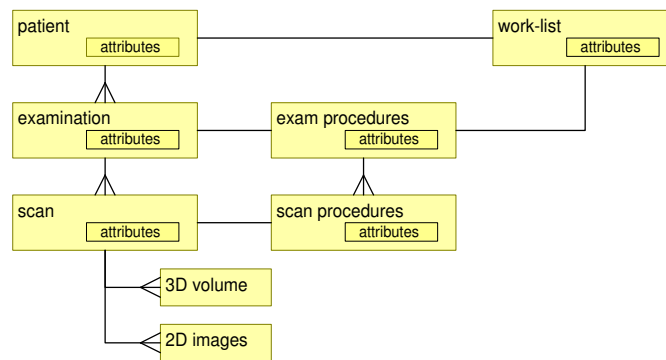 patient
attributes
work-list
attributes
examination
attributes
exam procedures
attributes
scan
attributes
scan procedures
attributes
3D volume
2D images